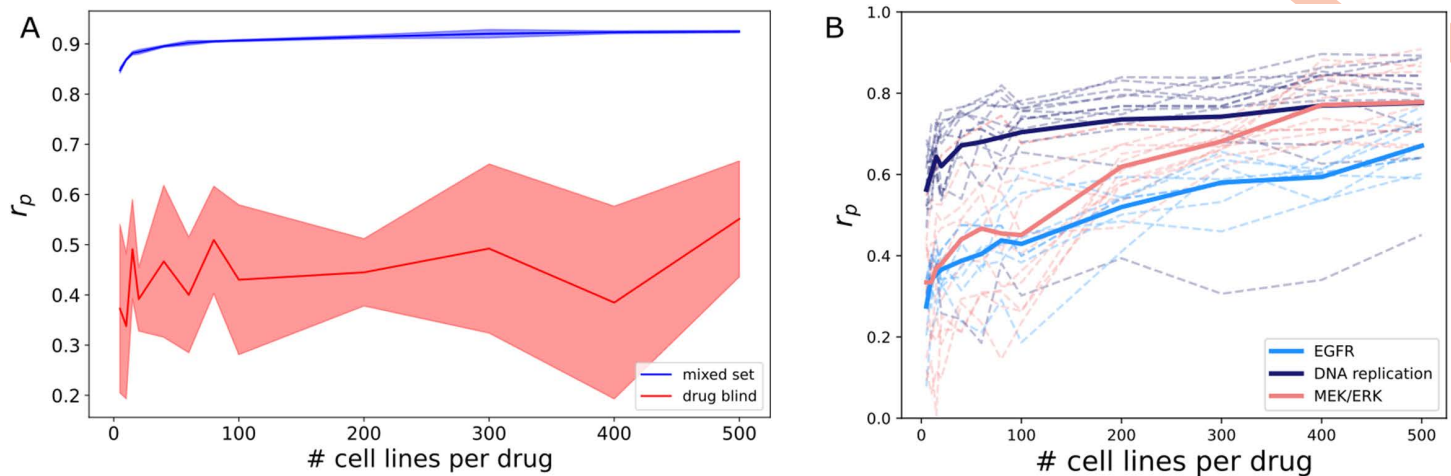 A
0.9
0.8
0.7
0.6
0.5
0.4
0.3
0.2
r_p
0 100 200 300 400 500
# cell lines per drug
mixed set
drug blind
B
1.0
0.8
0.6
0.4
0.2
0.0
r_p
0 100 200 300 400 500
# cell lines per drug
EGFR
DNA replication
MEK/ERK